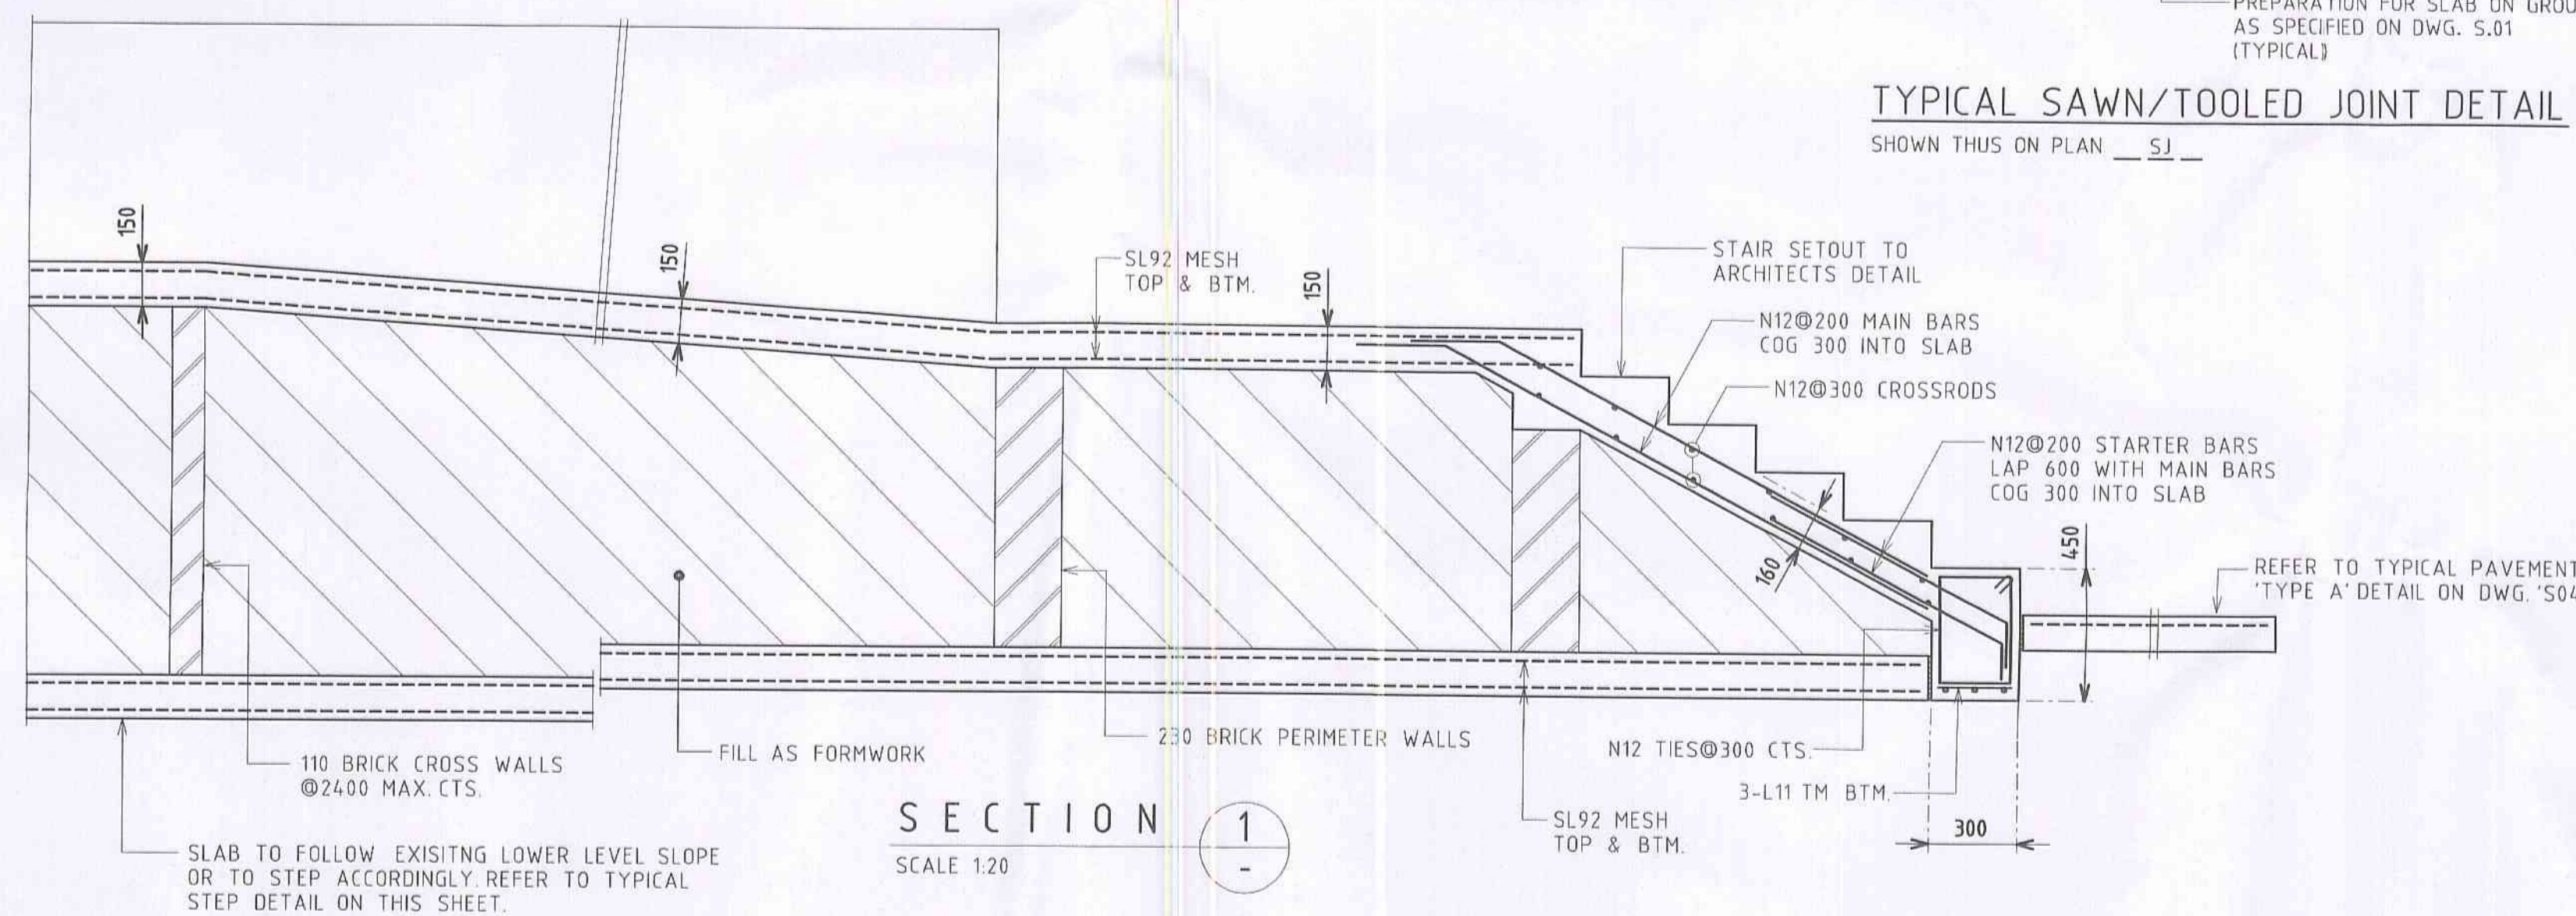 PREPARATION FOR SLAB ON
AS SPECIFIED ON DWG. S.01
(TYPICAL)
TYPICAL SAWN/TOOLED JOINT DETAIL
SHOWN THUS ON PLAN __ SJ __
150
150
SL92 MESH
TOP & BTM.
150
STAIR SETOUT TO
ARCHITECTS DETAIL
N12@200 MAIN BARS
COG 300 INTO SLAB
N12@300 CROSSRODS
N12@200 STARTER BARS
LAP 600 WITH MAIN BARS
COG 300 INTO SLAB
160
450
REFER TO TYPICAL PAVEMENT
'TYPE A' DETAIL ON DWG. 'S04
110 BRICK CROSS WALLS
@2400 MAX. CTS.
FILL AS FORMWORK
230 BRICK PERIMETER WALLS
N12 TIES@300 CTS.
3-L11 TM BTM.
300
SL92 MESH
TOP & BTM.
SLAB TO FOLLOW EXISITNG LOWER LEVEL SLOPE
OR TO STEP ACCORDINGLY. REFER TO TYPICAL
STEP DETAIL ON THIS SHEET.
SECTION 1
-
SCALE 1:20